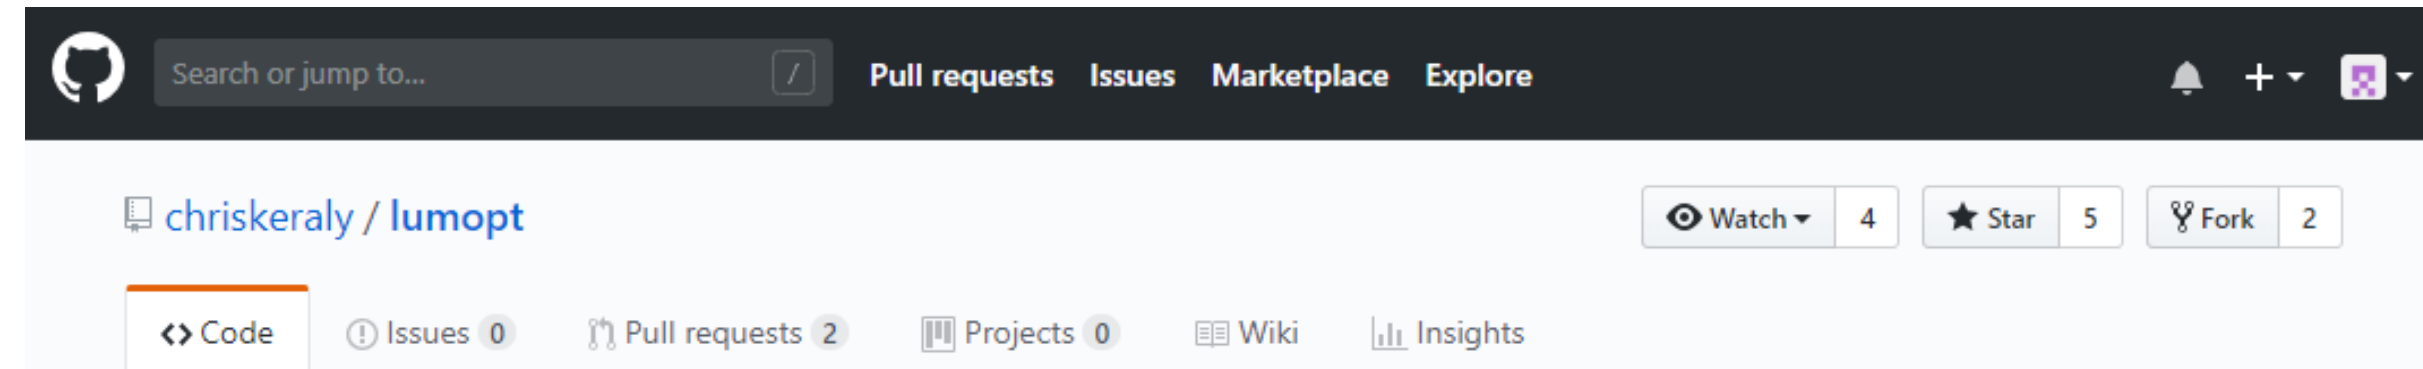 Search or jump to... / Pull requests Issues Marketplace Explore
chriskeraly / lumopt Watch 4 Star 5 Fork 2
<> Code Issues 0 Pull requests 2 Projects 0 Wiki Insights